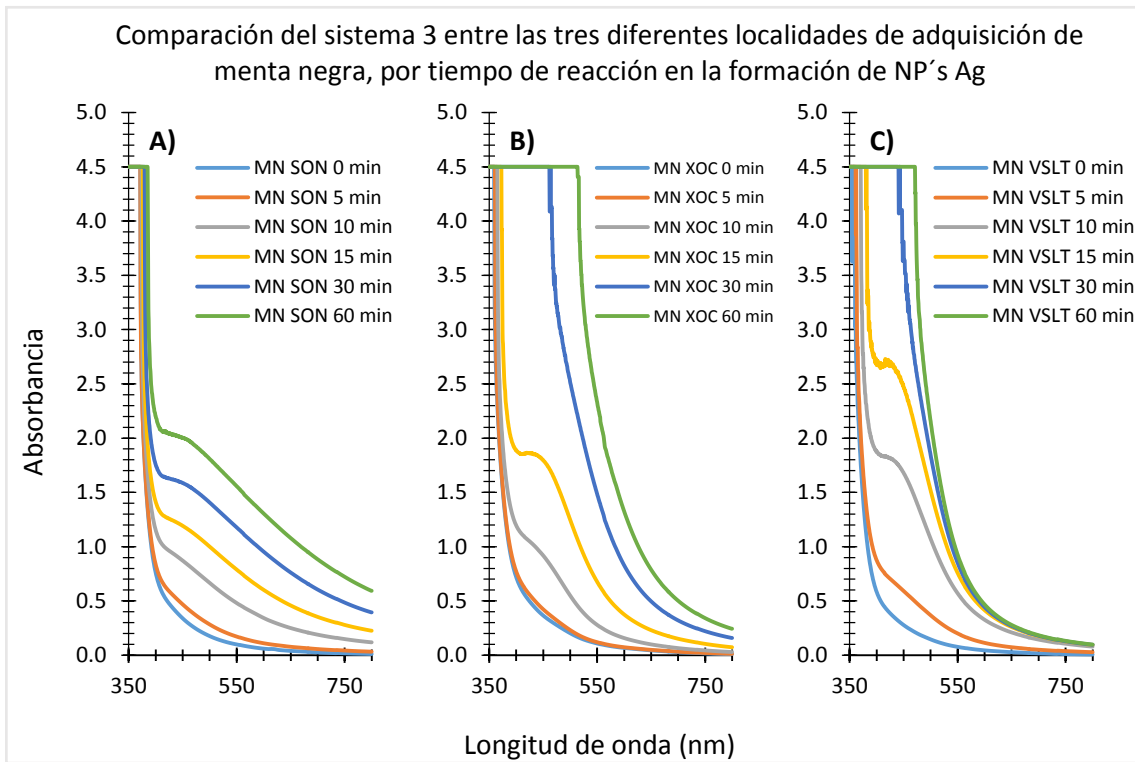 Comparación del sistema 3 entre las tres diferentes localidades de adquisición de
menta negra, por tiempo de reacción en la formación de NP´s Ag
Absorbancia
A)
5.0
4.5
4.0
3.5
3.0
2.5
2.0
1.5
1.0
0.5
0.0
MN SON 0 min
MN SON 5 min
MN SON 10 min
MN SON 15 min
MN SON 30 min
MN SON 60 min
350
550
750
B)
5.0
4.5
4.0
3.5
3.0
2.5
2.0
1.5
1.0
0.5
0.0
MN XOC 0 min
MN XOC 5 min
MN XOC 10 min
MN XOC 15 min
MN XOC 30 min
MN XOC 60 min
350
550
750
C)
5.0
4.5
4.0
3.5
3.0
2.5
2.0
1.5
1.0
0.5
0.0
MN VSLT 0 min
MN VSLT 5 min
MN VSLT 10 min
MN VSLT 15 min
MN VSLT 30 min
MN VSLT 60 min
350
550
750
Longitud de onda (nm)